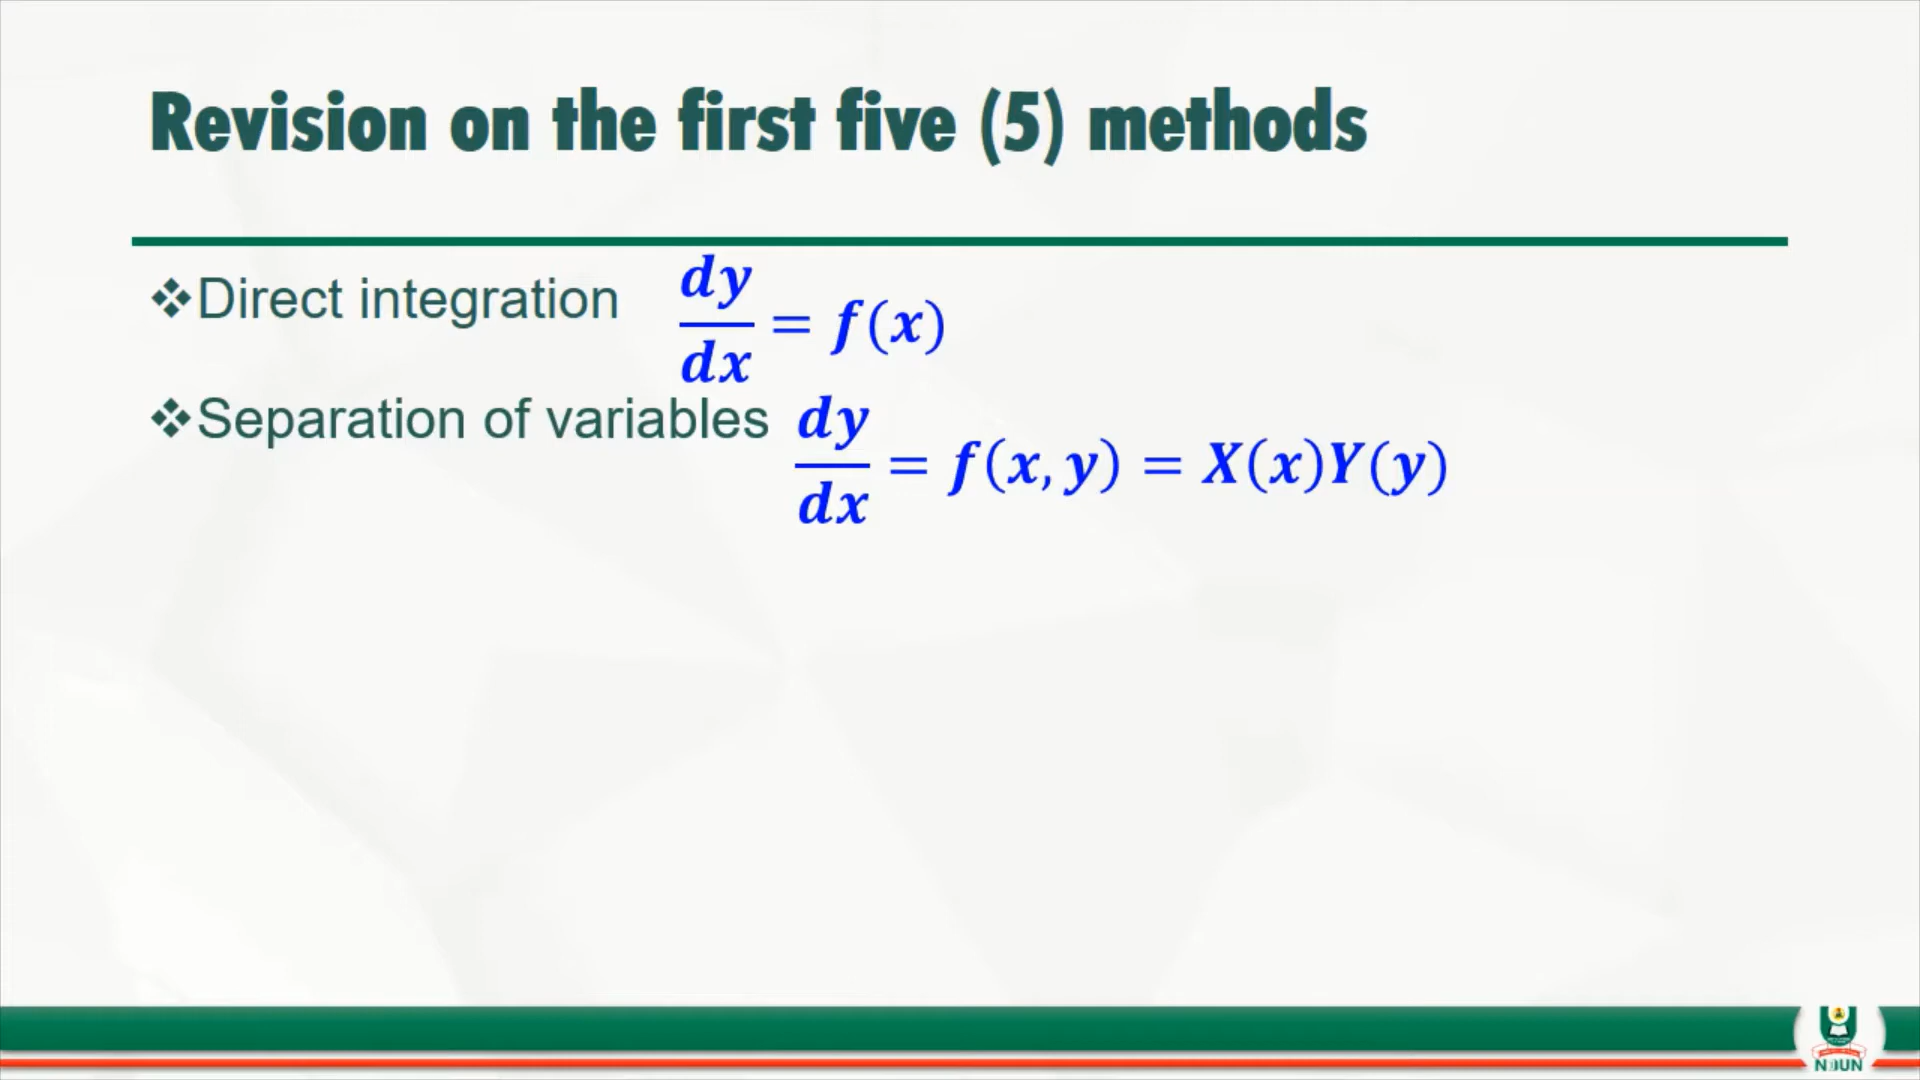 Revision on the first five (5) methods
❖Direct integration dy/dx = f(x)
❖Separation of variables dy/dx = f(x, y) = X(x)Y(y)
NOUN